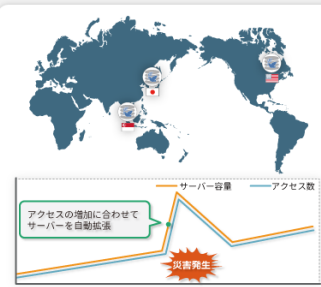 サーバー容量 アクセス数
アクセスの増加に合わせて
サーバーを自動拡張
災害発生